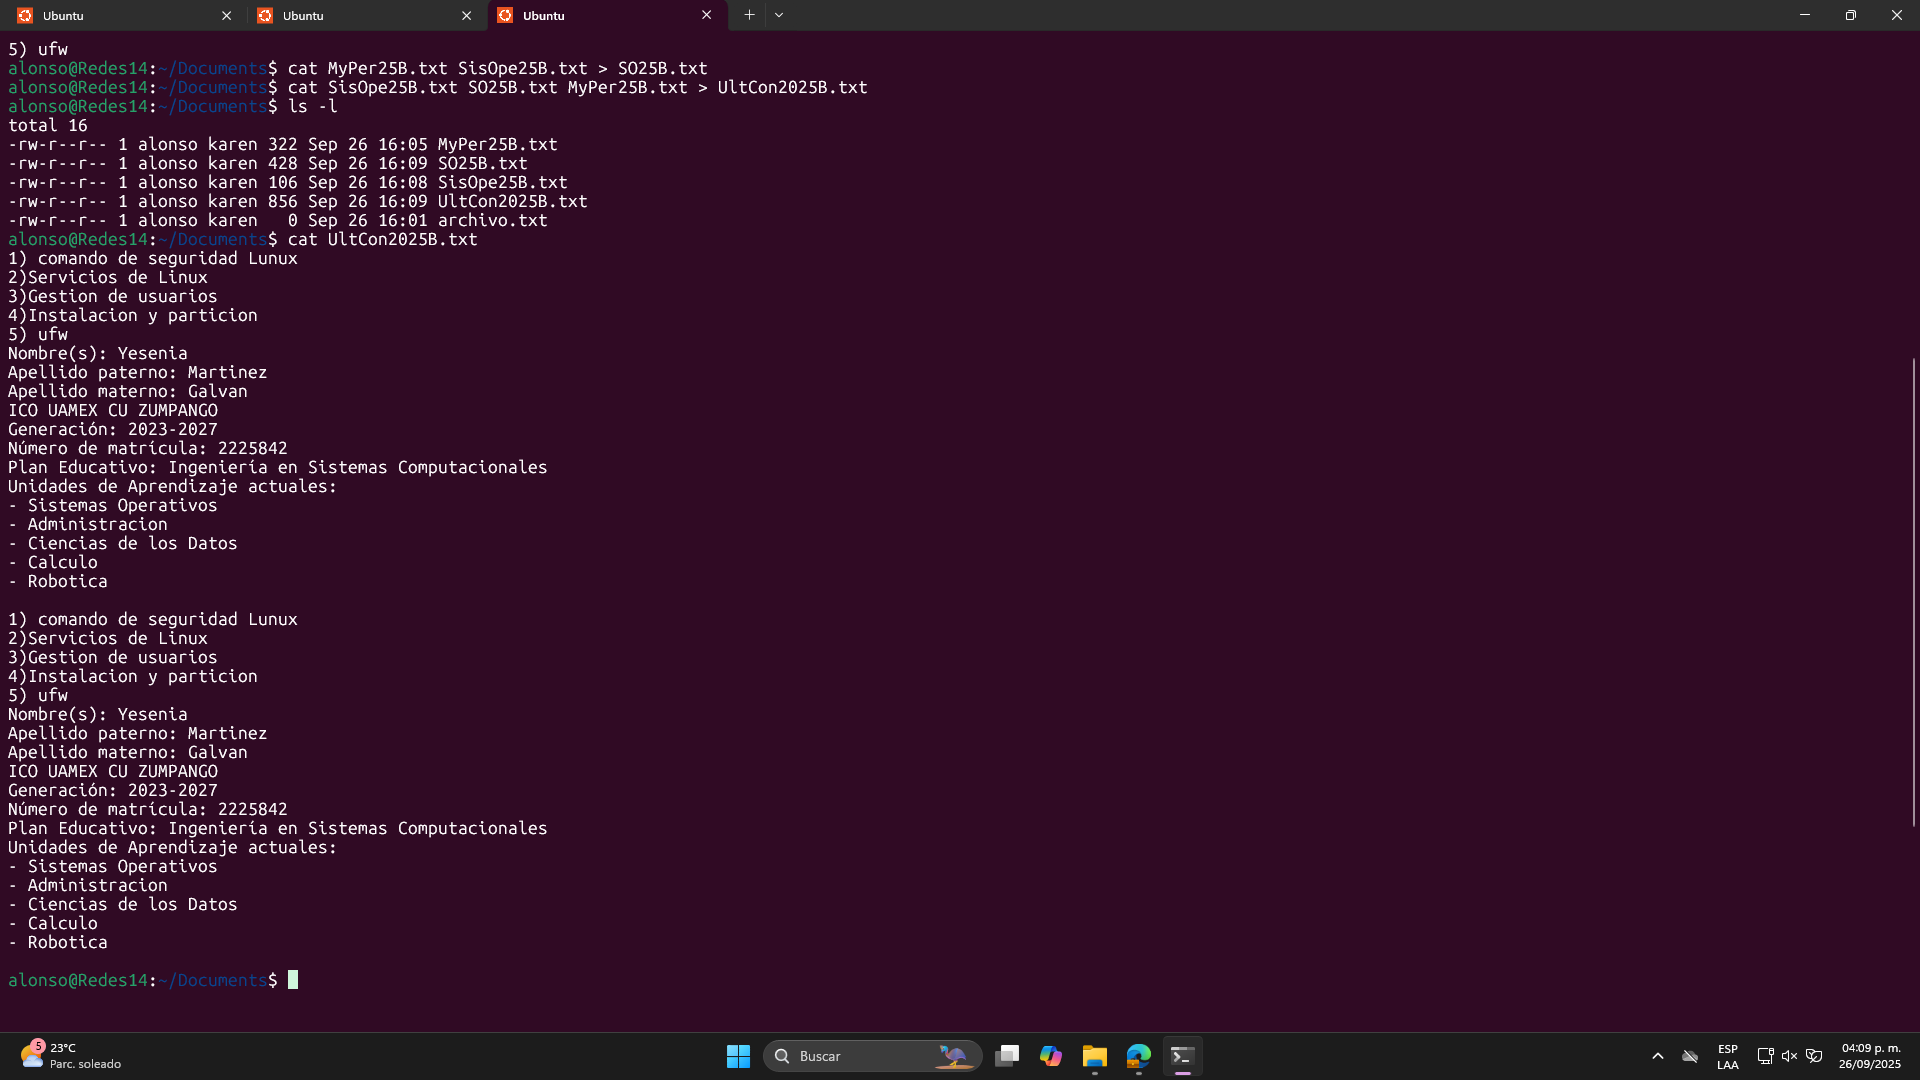 Ubuntu
Ubuntu
Ubuntu
5) ufw
alonso@Redes14:~/Documents$ cat MyPer25B.txt SisOpe25B.txt > SO25B.txt
alonso@Redes14:~/Documents$ cat SisOpe25B.txt SO25B.txt MyPer25B.txt > UltCon2025B.txt
alonso@Redes14:~/Documents$ ls -l
total 16
-rw-r--r-- 1 alonso karen 322 Sep 26 16:05 MyPer25B.txt
-rw-r--r-- 1 alonso karen 428 Sep 26 16:09 SO25B.txt
-rw-r--r-- 1 alonso karen 106 Sep 26 16:08 SisOpe25B.txt
-rw-r--r-- 1 alonso karen 856 Sep 26 16:09 UltCon2025B.txt
-rw-r--r-- 1 alonso karen   0 Sep 26 16:01 archivo.txt
alonso@Redes14:~/Documents$ cat UltCon2025B.txt
1) comando de seguridad Lunux
2)Servicios de Linux
3)Gestion de usuarios
4)Instalacion y particion
5) ufw
Nombre(s): Yesenia
Apellido paterno: Martinez
Apellido materno: Galvan
ICO UAMEX CU ZUMPANGO
Generación: 2023-2027
Número de matrícula: 2225842
Plan Educativo: Ingeniería en Sistemas Computacionales
Unidades de Aprendizaje actuales:
- Sistemas Operativos
- Administracion
- Ciencias de los Datos
- Calculo
- Robotica
1) comando de seguridad Lunux
2)Servicios de Linux
3)Gestion de usuarios
4)Instalacion y particion
5) ufw
Nombre(s): Yesenia
Apellido paterno: Martinez
Apellido materno: Galvan
ICO UAMEX CU ZUMPANGO
Generación: 2023-2027
Número de matrícula: 2225842
Plan Educativo: Ingeniería en Sistemas Computacionales
Unidades de Aprendizaje actuales:
- Sistemas Operativos
- Administracion
- Ciencias de los Datos
- Calculo
- Robotica
alonso@Redes14:~/Documents$
5
23°C
Parc. soleado
Buscar
ESP
LAA
04:09 p. m.
26/09/2025